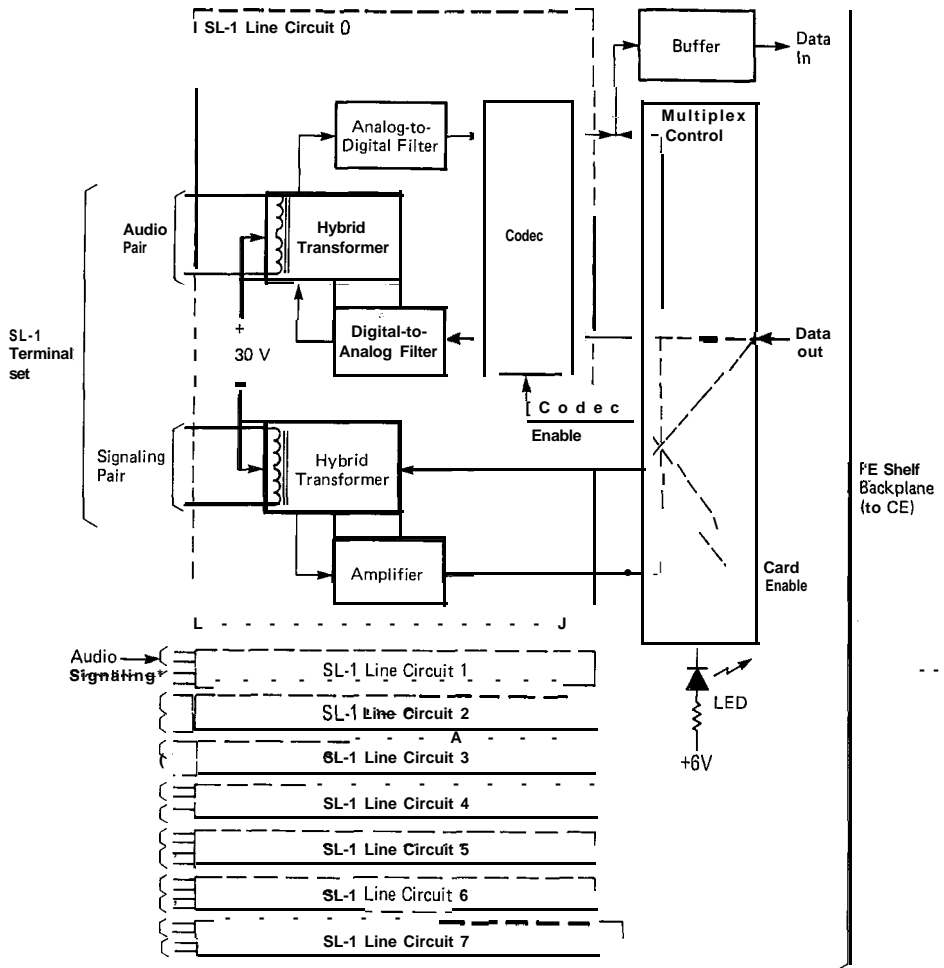 SL-1 Line Circuit 0
Buffer
Data
In
Multiplex
Control
Analog-to-
Digital Filter
Hybrid
Transformer
Codec
Audio
Pair
SL-1
Terminal
set
+
30 V
Digital-to-
Analog Filter
Data
out
Codec
Enable
Signaling
Pair
Hybrid
Transformer
PE Shelf
Backplane
(to CE)
Amplifier
Card
Enable
Audio
Signaling
SL-1 Line Circuit 1
LED
+6V
SL-1 Line Circuit 2
SL-1 Line Circuit 3
SL-1 Line Circuit 4
SL-1 Line Circuit 5
SL-1 Line Circuit 6
SL-1 Line Circuit 7